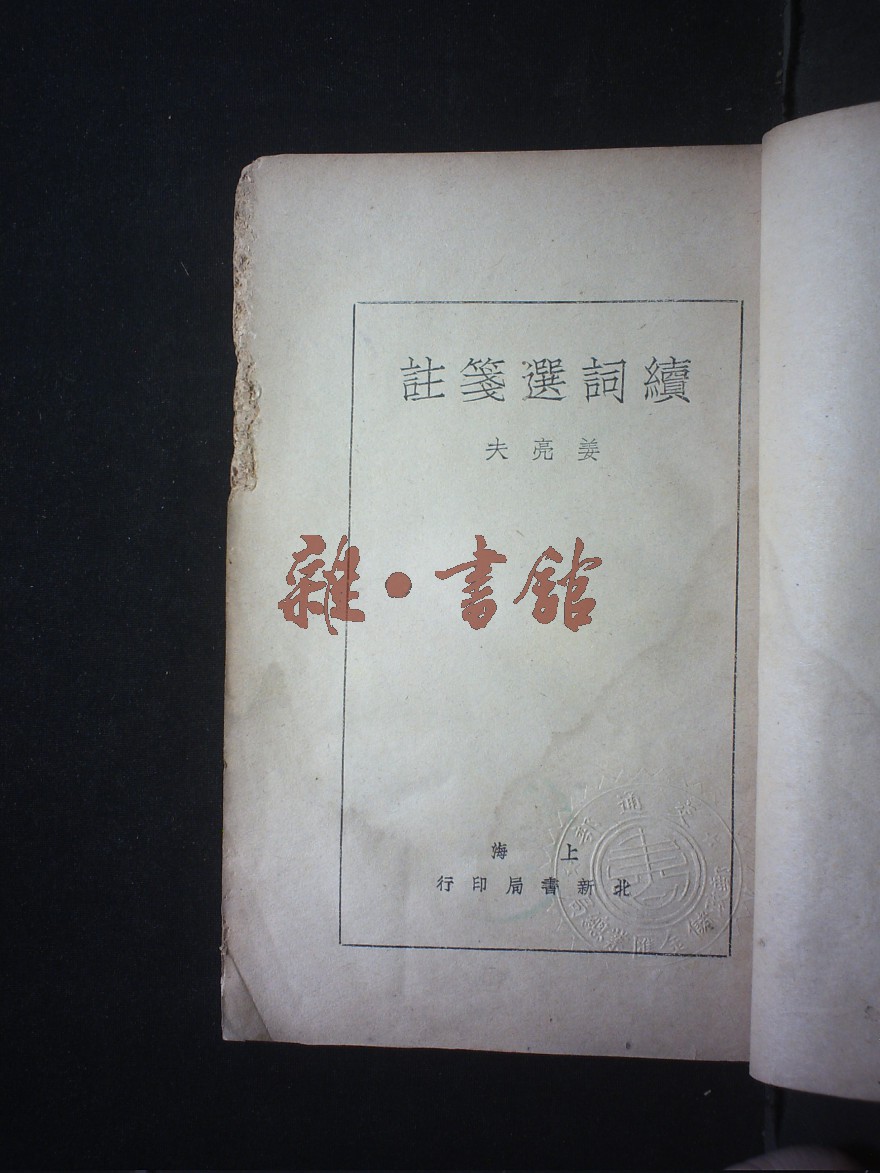 續詞選箋註
姜亮夫
雜·書館
上海
北新書局印行